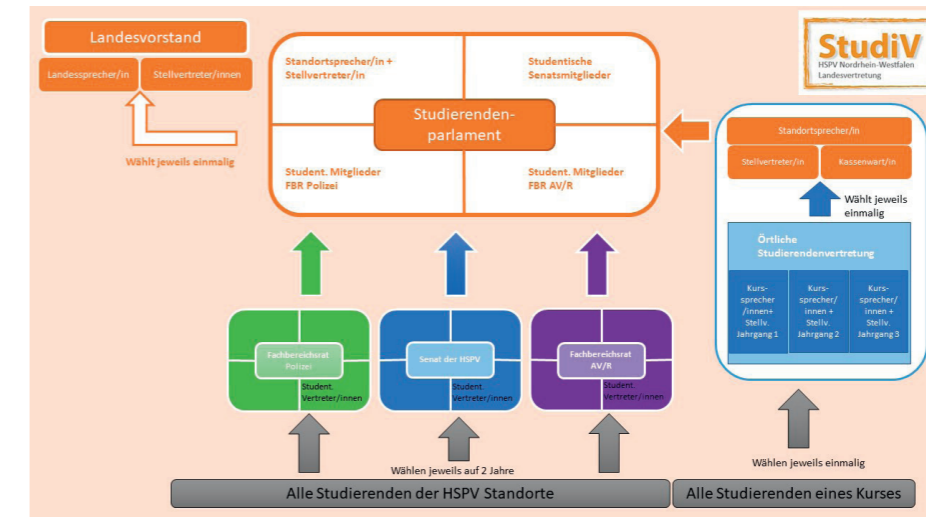 Landesvorstand
Landessprecher/in
Stellvertreter/innen
Wählt jeweils einmalig
Standortsprecher/in +
Stellvertreter/in
Studentische
Senatsmitglieder
Studierenden-
parlament
Student. Mitglieder
FBR Polizei
Student. Mitglieder
FBR AV/R
StudiV
HSPV Nordrhein-Westfalen
Landesvertretung
Standortsprecher/in
Stellvertreter/in
Kassenwart/in
Wählt jeweils
einmalig
Örtliche
Studierendenvertretung
Kurs-
sprecher
/innen+
Stellv.
Jahrgang 1
Kurs-
sprecher/
innen +
Stellv.
Jahrgang 2
Kurs-
sprecher/
innen +
Stellv.
Jahrgang 3
Fachbereichsrat
Polizei
Student.
Vertreter/innen
Senat der HSPV
Student.
Vertreter/innen
Fachbereichsrat
AV/R
Student.
Vertreter/innen
Wählen jeweils auf 2 Jahre
Wählen jeweils einmalig
Alle Studierenden der HSPV Standorte
Alle Studierenden eines Kurses